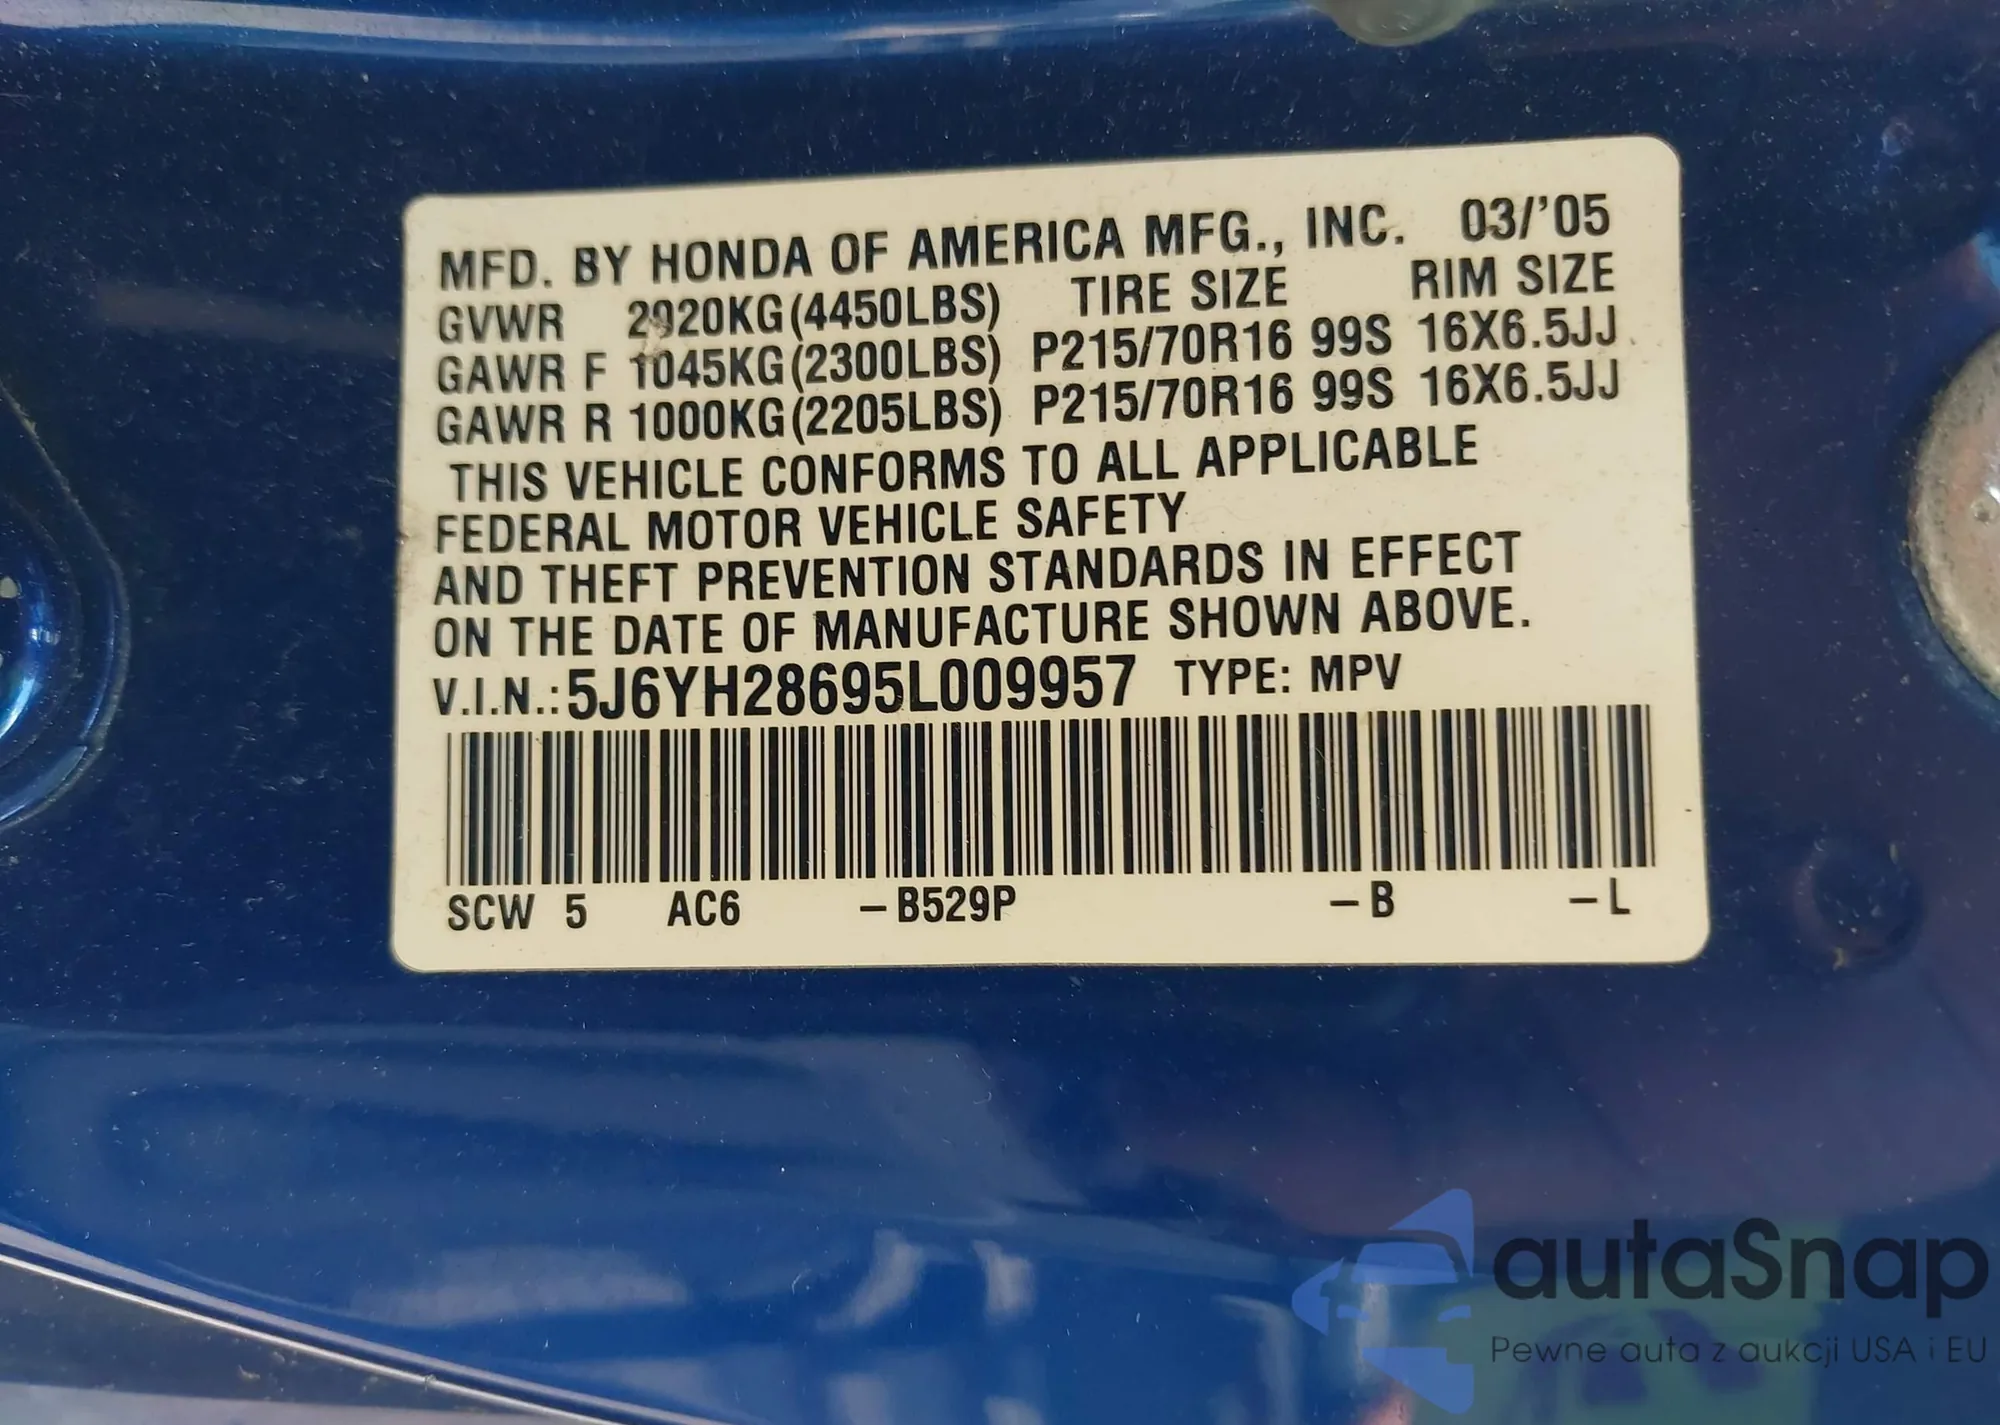 MFD. BY HONDA OF AMERICA MFG., INC. 03/'05
GVWR 2020KG(4450LBS) TIRE SIZE RIM SIZE
GAWR F 1045KG(2300LBS) P215/70R16 99S 16X6.5JJ
GAWR R 1000KG(2205LBS) P215/70R16 99S 16X6.5JJ
THIS VEHICLE CONFORMS TO ALL APPLICABLE
FEDERAL MOTOR VEHICLE SAFETY
AND THEFT PREVENTION STANDARDS IN EFFECT
ON THE DATE OF MANUFACTURE SHOWN ABOVE.
V.I.N.:5J6YH28695L009957 TYPE: MPV
SCW 5 AC6 –B529P –B –L
autaSnap
Pewne auta z aukcji USA i EU